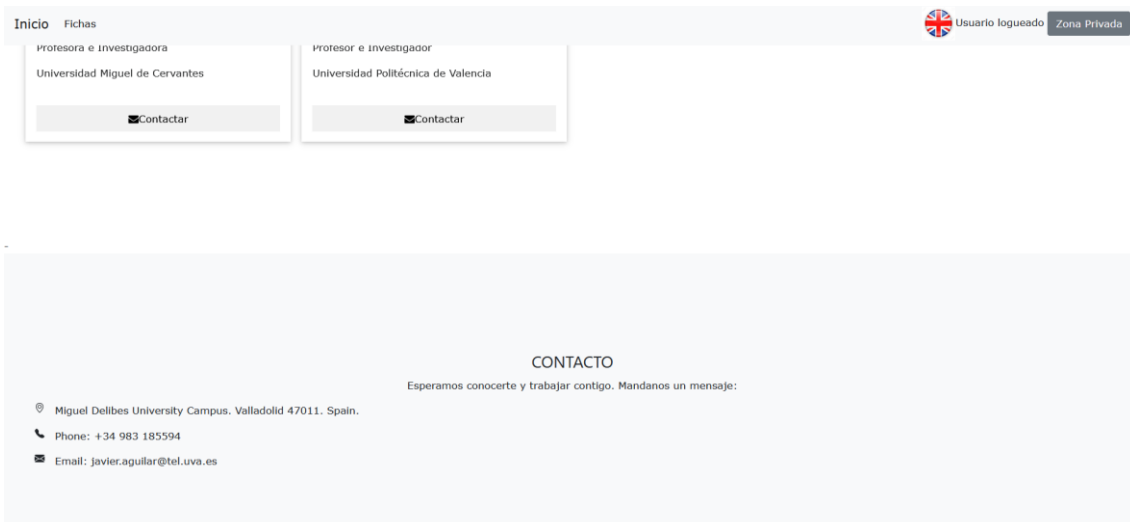 Inicio Fichas Usuario logueado Zona Privada
Profesora e Investigadora Profesor e Investigador
Universidad Miguel de Cervantes Universidad Politécnica de Valencia
Contactar Contactar
-
CONTACTO
Esperamos conocerte y trabajar contigo. Mandanos un mensaje:
Miguel Delibes University Campus. Valladolid 47011. Spain.
Phone: +34 983 185594
Email: javier.aguilar@tel.uva.es